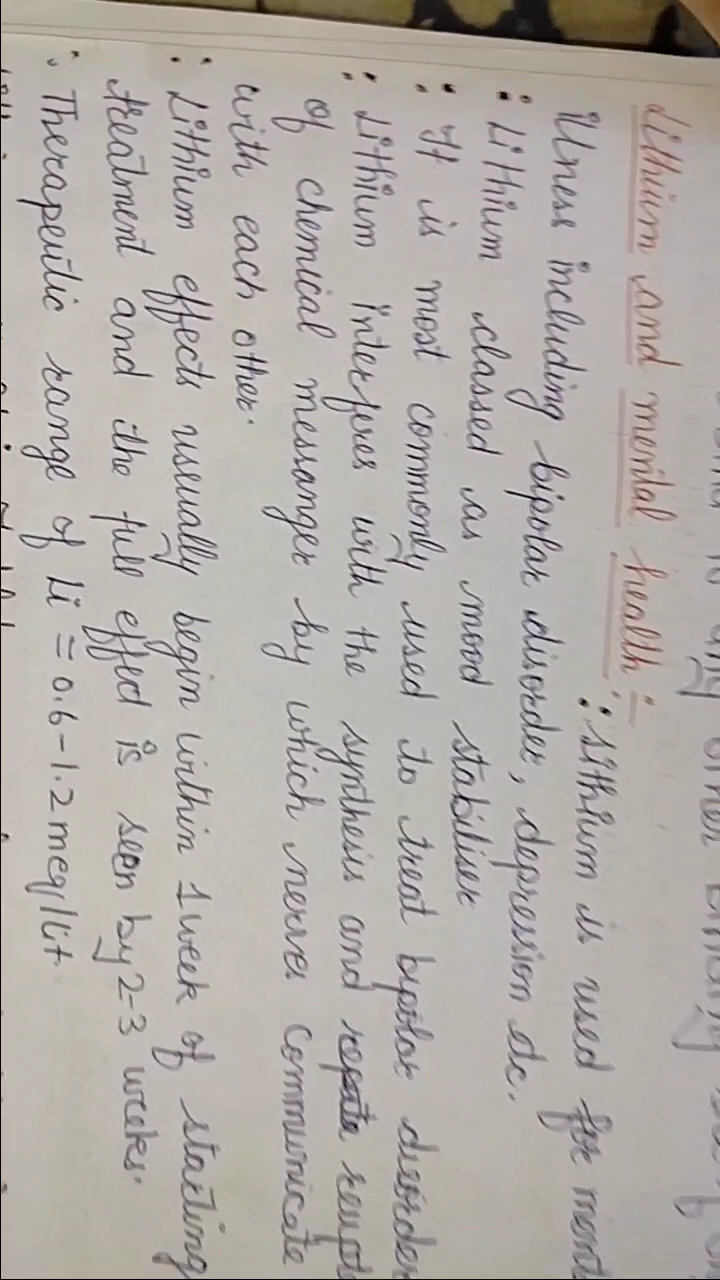 Lithium and mental health :-
: Lithium is used for ment
illness including bipolar disorder, depression etc.
: Lithium classed as mood stabiliser
: It is most commonly used to treat bipolar disorder
: Lithium interferes with the synthesis and
of chemical messanger by which nerves communicate
with each other.
: Lithium effects usually begin within 1 week of starting
treatment and the full effect is seen by 2-3 weeks.
: Therapeutic range of Li = 0.6-1.2 meq/lit.